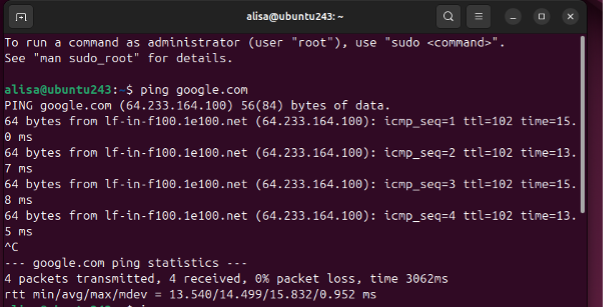 alisa@ubuntu243: ~
To run a command as administrator (user "root"), use "sudo <command>".
See "man sudo_root" for details.
alisa@ubuntu243:~$ ping google.com
PING google.com (64.233.164.100) 56(84) bytes of data.
64 bytes from lf-in-f100.1e100.net (64.233.164.100): icmp_seq=1 ttl=102 time=15.
0 ms
64 bytes from lf-in-f100.1e100.net (64.233.164.100): icmp_seq=2 ttl=102 time=13.
7 ms
64 bytes from lf-in-f100.1e100.net (64.233.164.100): icmp_seq=3 ttl=102 time=15.
8 ms
64 bytes from lf-in-f100.1e100.net (64.233.164.100): icmp_seq=4 ttl=102 time=13.
5 ms
^C
--- google.com ping statistics ---
4 packets transmitted, 4 received, 0% packet loss, time 3062ms
rtt min/avg/max/mdev = 13.540/14.499/15.832/0.952 ms